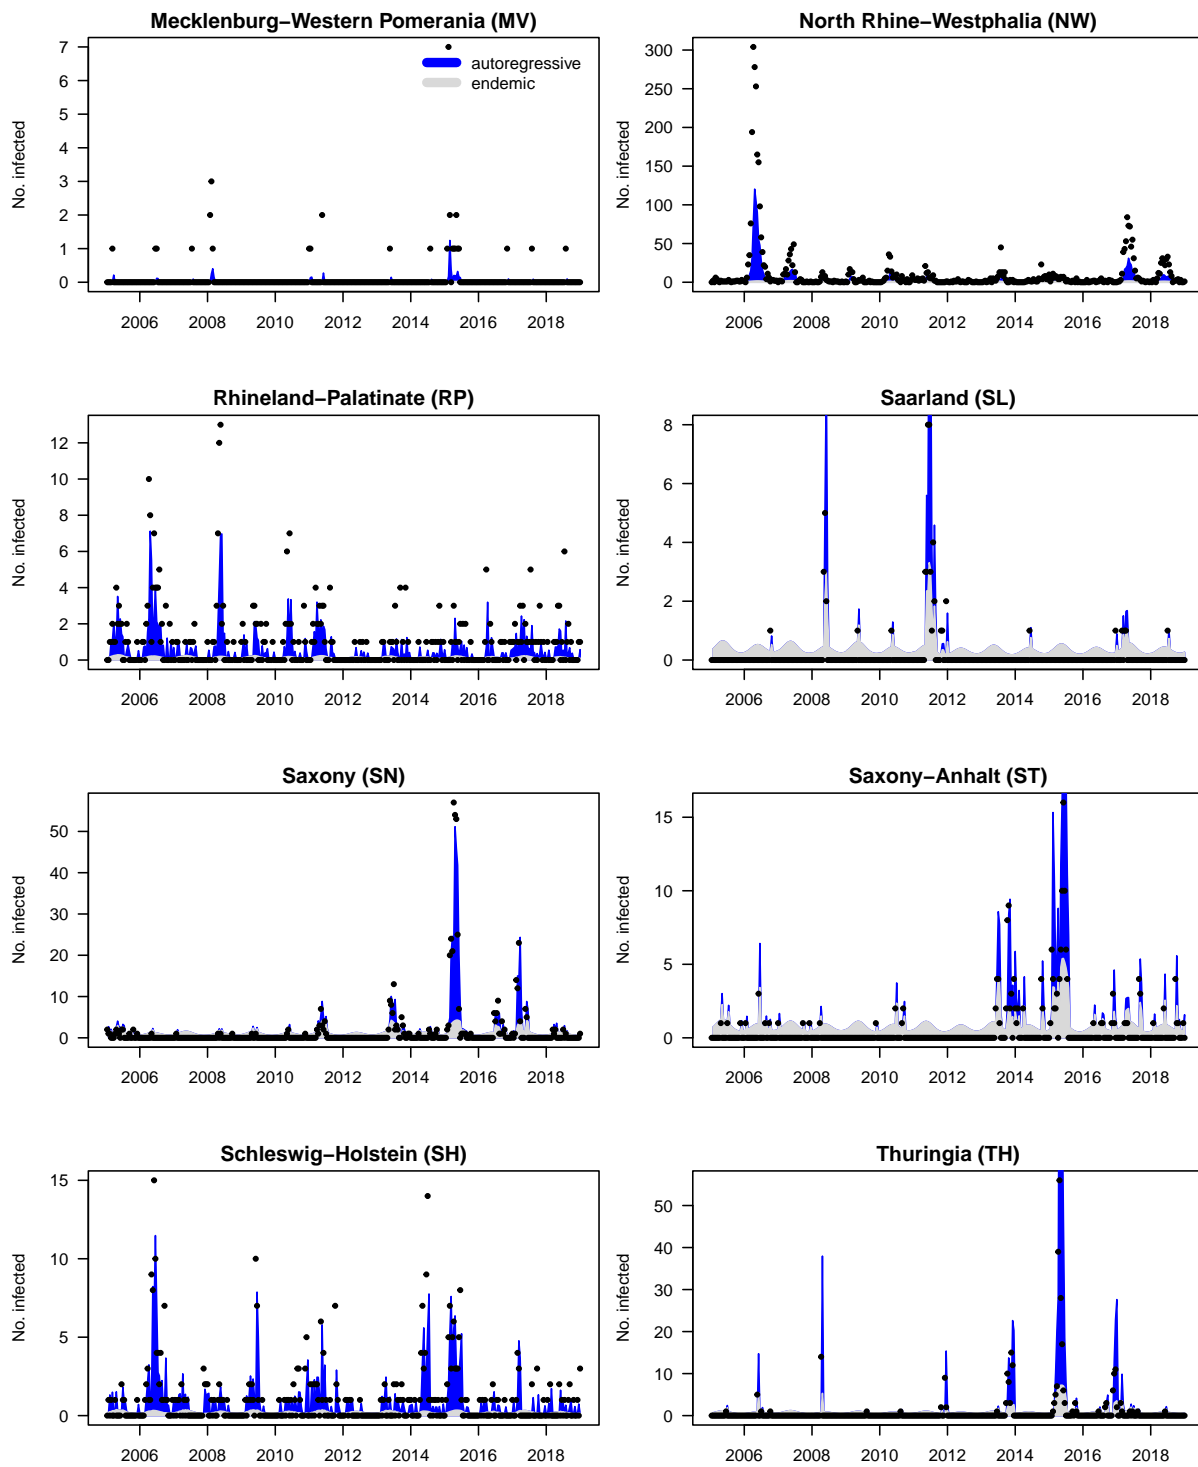 Mecklenburg−Western Pomerania (MV)
No. infected
7
6
5
4
3
2
1
0
autoregressive
endemic
2006 2008 2010 2012 2014 2016 2018
North Rhine−Westphalia (NW)
No. infected
300
250
200
150
100
50
0
2006 2008 2010 2012 2014 2016 2018
Rhineland−Palatinate (RP)
No. infected
12
10
8
6
4
2
0
2006 2008 2010 2012 2014 2016 2018
Saarland (SL)
No. infected
8
6
4
2
0
2006 2008 2010 2012 2014 2016 2018
Saxony (SN)
No. infected
50
40
30
20
10
0
2006 2008 2010 2012 2014 2016 2018
Saxony−Anhalt (ST)
No. infected
15
10
5
0
2006 2008 2010 2012 2014 2016 2018
Schleswig−Holstein (SH)
No. infected
15
10
5
0
2006 2008 2010 2012 2014 2016 2018
Thuringia (TH)
No. infected
50
40
30
20
10
0
2006 2008 2010 2012 2014 2016 2018